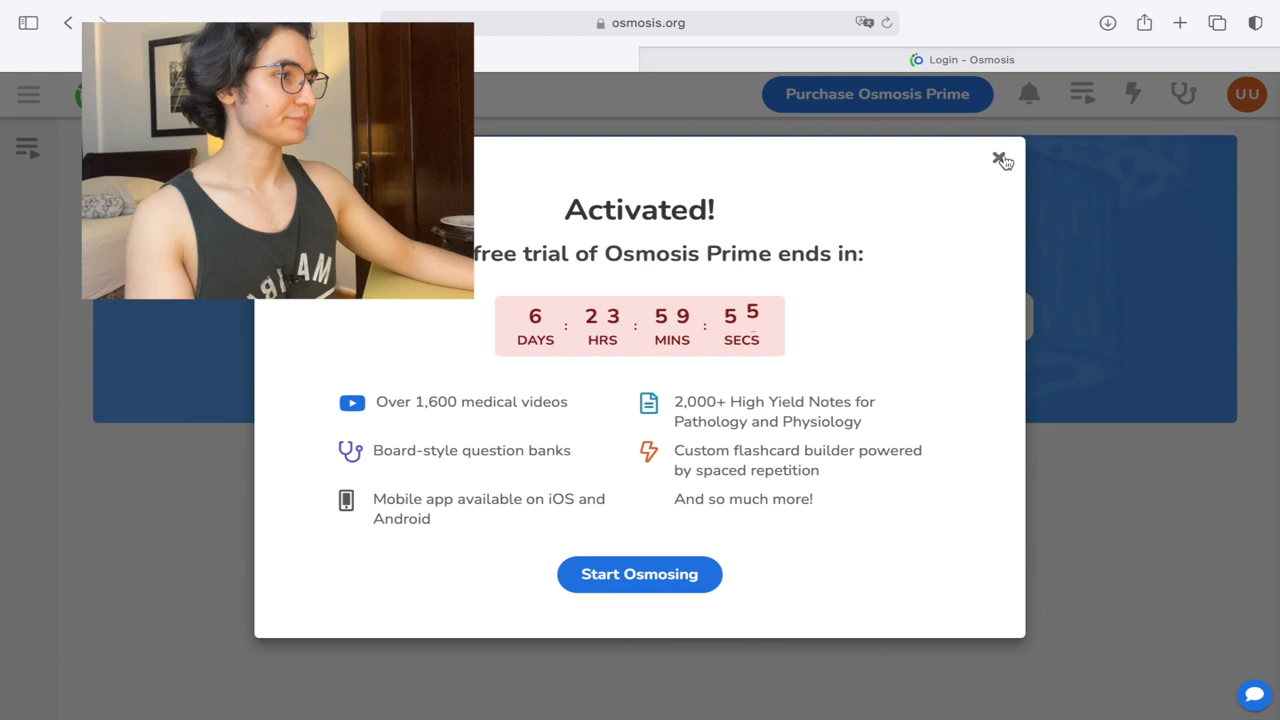 osmosis.org
Login - Osmosis
Purchase Osmosis Prime
UU
Activated!
free trial of Osmosis Prime ends in:
6 : 23 : 59 : 55
DAYS HRS MINS SECS
Over 1,600 medical videos
2,000+ High Yield Notes for
Pathology and Physiology
Board-style question banks
Custom flashcard builder powered
by spaced repetition
Mobile app available on iOS and
Android
And so much more!
Start Osmosing